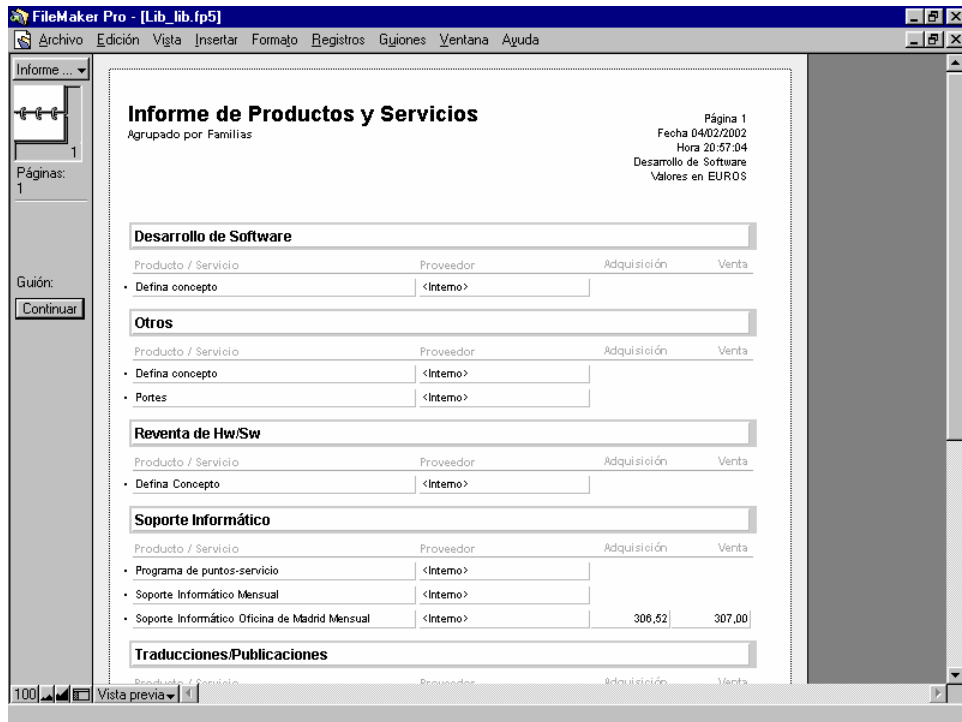 FileMaker Pro - [Lib_lib.fp5]
Archivo Edición Vista Insertar Formato Registros Guiones Ventana Ayuda
Informe ...
1
Páginas:
1
Guión:
Continuar
Informe de Productos y Servicios
Agrupado por Familias
Página 1
Fecha 04/02/2002
Hora 20:57:04
Desarrollo de Software
Valores en EUROS
Desarrollo de Software
Producto / Servicio Proveedor Adquisición Venta
• Defina concepto <Interno>
Otros
Producto / Servicio Proveedor Adquisición Venta
• Defina concepto <Interno>
• Portes <Interno>
Reventa de Hw/Sw
Producto / Servicio Proveedor Adquisición Venta
• Defina Concepto <Interno>
Soporte Informático
Producto / Servicio Proveedor Adquisición Venta
• Programa de puntos-servicio <Interno>
• Soporte Informático Mensual <Interno>
• Soporte Informático Oficina de Madrid Mensual <Interno> 306,52 307,00
Traducciones/Publicaciones
Producto / Servicio Proveedor Adquisición Venta
100 Vista previa